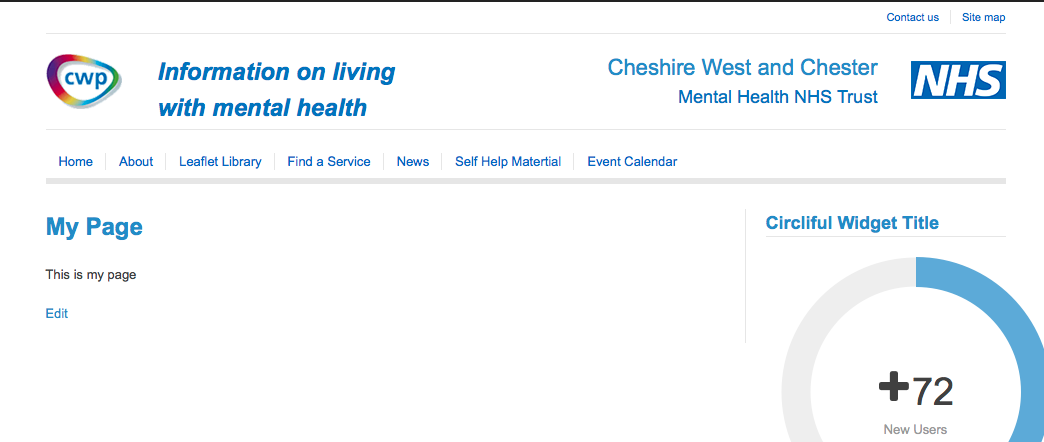 Contact us Site map
cwp
Information on living
with mental health
Cheshire West and Chester
Mental Health NHS Trust
NHS
Home About Leaflet Library Find a Service News Self Help Matertial Event Calendar
My Page
This is my page
Edit
Circliful Widget Title
+72
New Users